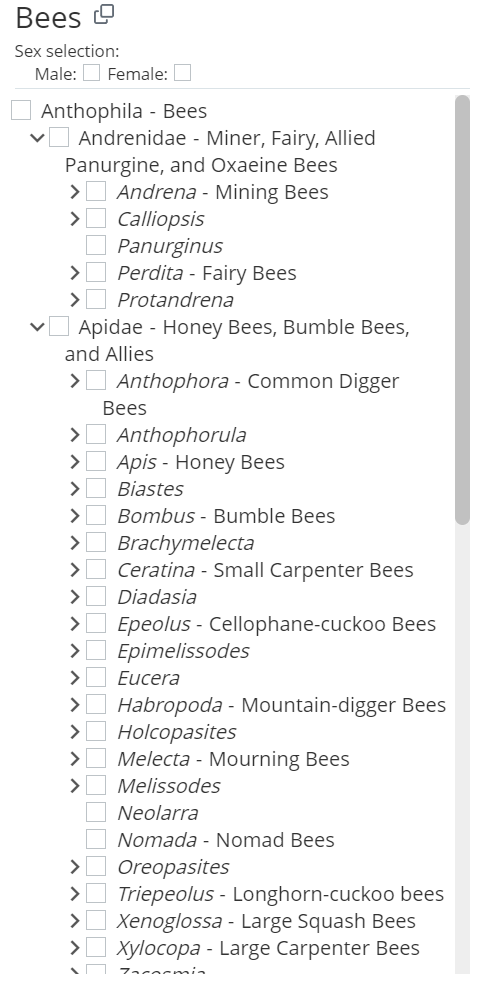 Bees
Sex selection:
Male: Female:
Anthophila - Bees
Andrenidae - Miner, Fairy, Allied
Panurgine, and Oxaeine Bees
Andrena - Mining Bees
Calliopsis
Panurginus
Perdita - Fairy Bees
Protandrena
Apidae - Honey Bees, Bumble Bees,
and Allies
Anthophora - Common Digger
Bees
Anthophorula
Apis - Honey Bees
Biastes
Bombus - Bumble Bees
Brachymelecta
Ceratina - Small Carpenter Bees
Diadasia
Epeolus - Cellophane-cuckoo Bees
Epimelissodes
Eucera
Habropoda - Mountain-digger Bees
Holcopasites
Melecta - Mourning Bees
Melissodes
Neolarra
Nomada - Nomad Bees
Oreopasites
Triepeolus - Longhorn-cuckoo bees
Xenoglossa - Large Squash Bees
Xylocopa - Large Carpenter Bees
Zacosmia